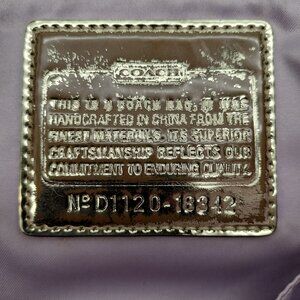 COACH
THIS IS A COACH BAG. IT WAS
HANDCRAFTED IN CHINA FROM THE
FINEST MATERIALS. ITS SUPERIOR
CRAFTSMANSHIP REFLECTS OUR
COMMITMENT TO ENDURING QUALITY.
Nº D1120-18342